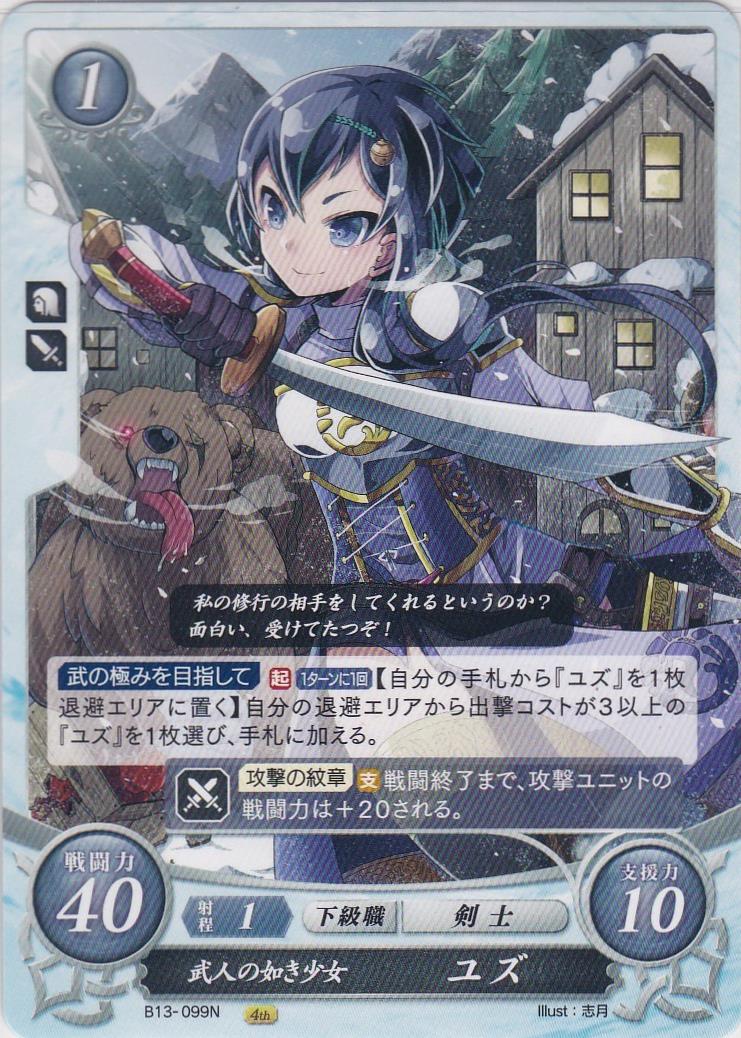 1
私の修行の相手をしてくれるというのか?
面白い、受けてたつぞ!
武の極みを目指して 起 1ターンに1回【自分の手札から『ユズ』を1枚
退避エリアに置く】自分の退避エリアから出撃コストが3以上の
『ユズ』を1枚選び、手札に加える。
攻撃の紋章 支 戦闘終了まで、攻撃ユニットの
戦闘力は+20される。
戦闘力
40
射程 1
下級職
剣士
支援力
10
武人の如き少女 ユズ
B13-099N 4th Illust:志月